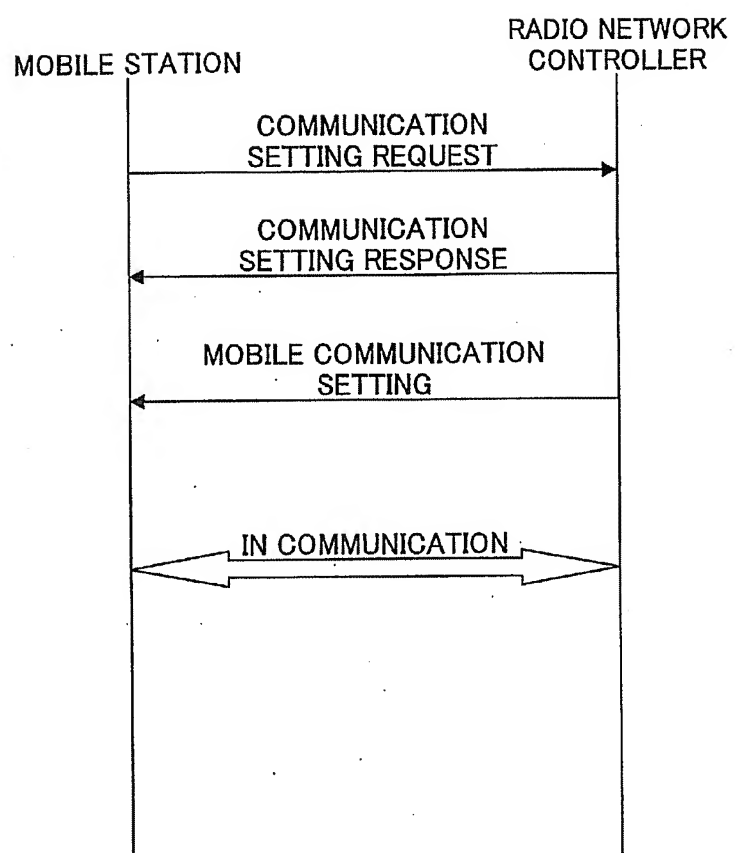 MOBILE STATION
RADIO NETWORK
CONTROLLER
COMMUNICATION
SETTING REQUEST
COMMUNICATION
SETTING RESPONSE
MOBILE COMMUNICATION
SETTING
IN COMMUNICATION